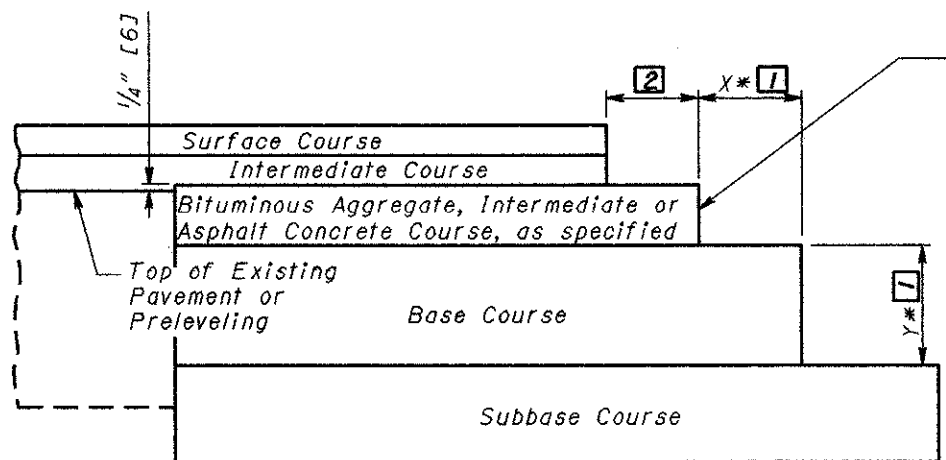 1/4" [6]
2
X* 1
Surface Course
Intermediate Course
Bituminous Aggregate, Intermediate or
Asphalt Concrete Course, as specified
Top of Existing
Pavement or
Preleveling
Base Course
Y* 1
Subbase Course